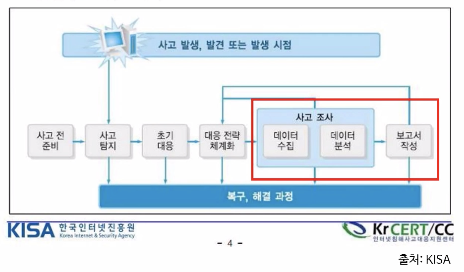 사고 발생, 발견 또는 발생 시점
사고 조사
사고 전
준비
사고
탐지
초기
대응
대응 전략
체계화
데이터
수집
데이터
분석
보고서
작성
복구, 해결 과정
KISA 한국인터넷진흥원
Korea Internet & Security Agency
- 4 -
KrCERT/CC
인터넷침해사고대응지원센터
출처: KISA